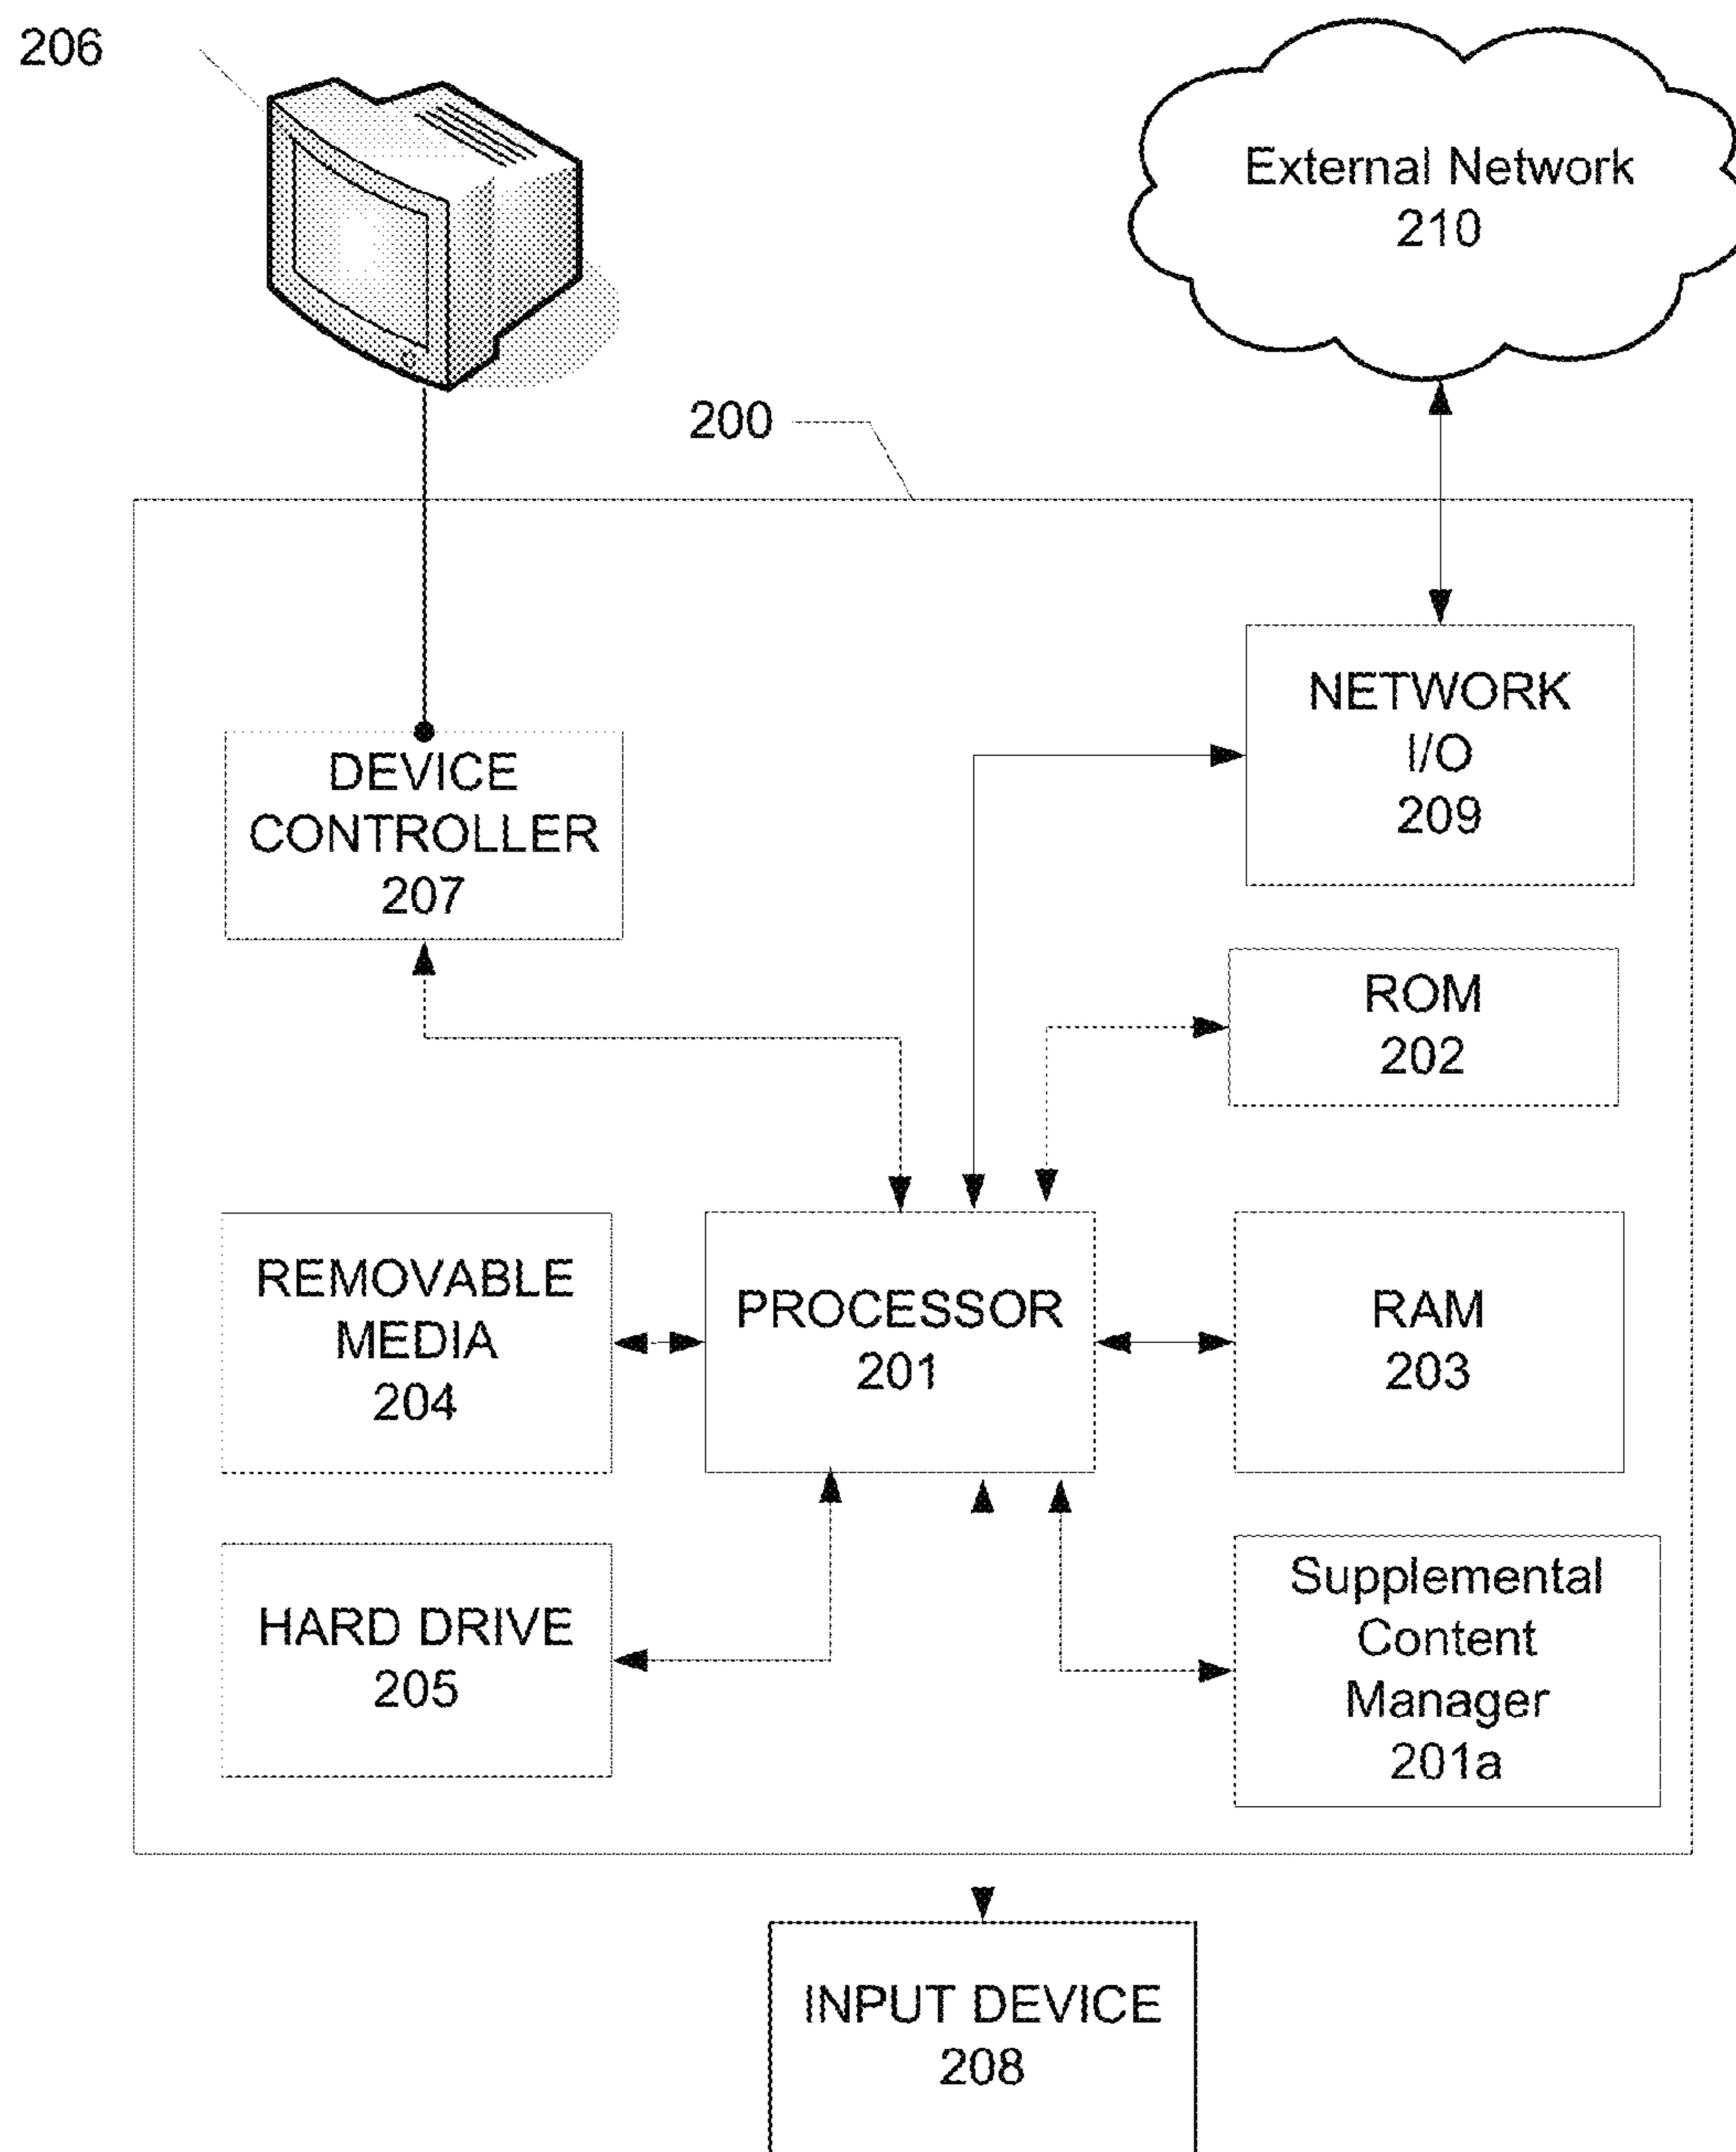 206
External Network
210
200
NETWORK
I/O
209
DEVICE
CONTROLLER
207
ROM
202
REMOVABLE
MEDIA
204
PROCESSOR
201
RAM
203
HARD DRIVE
205
Supplemental
Content
Manager
201a
INPUT DEVICE
208